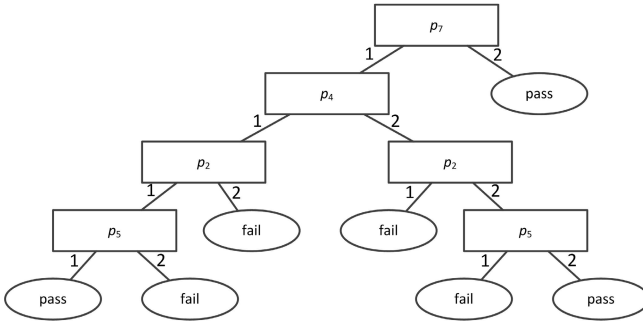 p₇
1 2
p₄ pass
1 2
p₂ p₂
1 2 1 2
p₅ fail fail p₅
1 2 1 2
pass fail fail pass